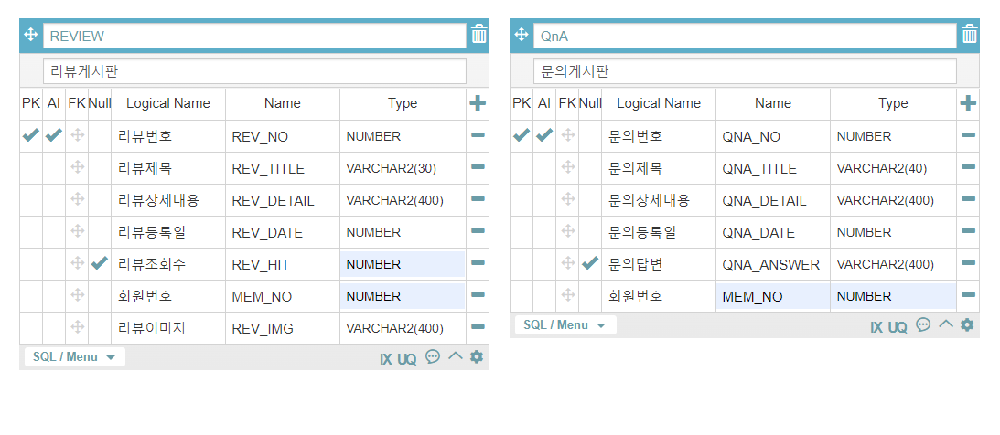 REVIEW
리뷰게시판
PK AI FK Null Logical Name Name Type
리뷰번호 REV_NO NUMBER
리뷰제목 REV_TITLE VARCHAR2(30)
리뷰상세내용 REV_DETAIL VARCHAR2(400)
리뷰등록일 REV_DATE NUMBER
리뷰조회수 REV_HIT NUMBER
회원번호 MEM_NO NUMBER
리뷰이미지 REV_IMG VARCHAR2(400)
SQL / Menu IX UQ
QnA
문의게시판
PK AI FK Null Logical Name Name Type
문의번호 QNA_NO NUMBER
문의제목 QNA_TITLE VARCHAR2(40)
문의상세내용 QNA_DETAIL VARCHAR2(400)
문의등록일 QNA_DATE NUMBER
문의답변 QNA_ANSWER VARCHAR2(400)
회원번호 MEM_NO NUMBER
SQL / Menu IX UQ